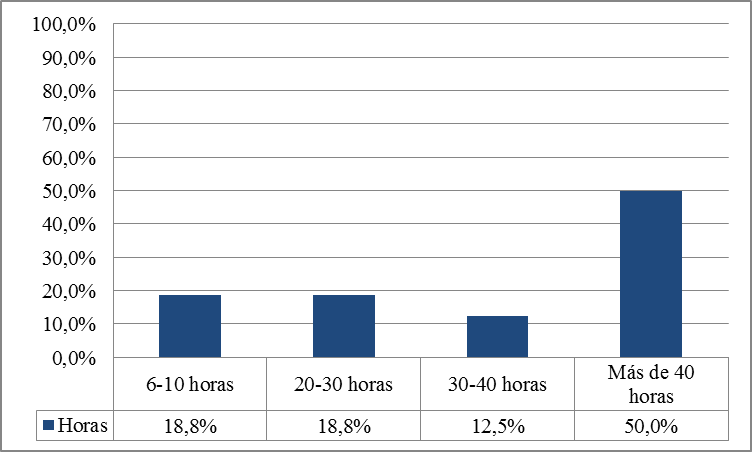 100,0%
90,0%
80,0%
70,0%
60,0%
50,0%
40,0%
30,0%
20,0%
10,0%
0,0%
6-10 horas
20-30 horas
30-40 horas
Más de 40
horas
Horas
18,8%
18,8%
12,5%
50,0%